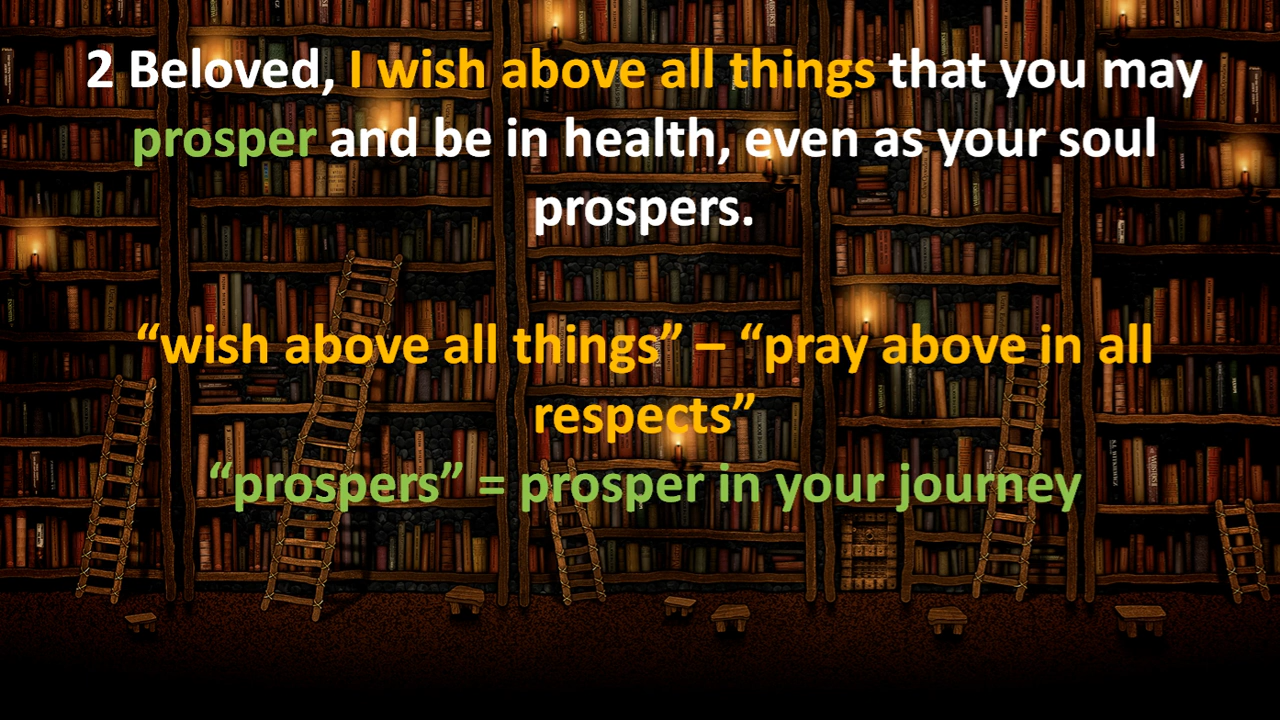 2 Beloved, I wish above all things that you may
prosper and be in health, even as your soul
prospers.
“wish above all things” – “pray above in all
respects”
“prospers” = prosper in your journey